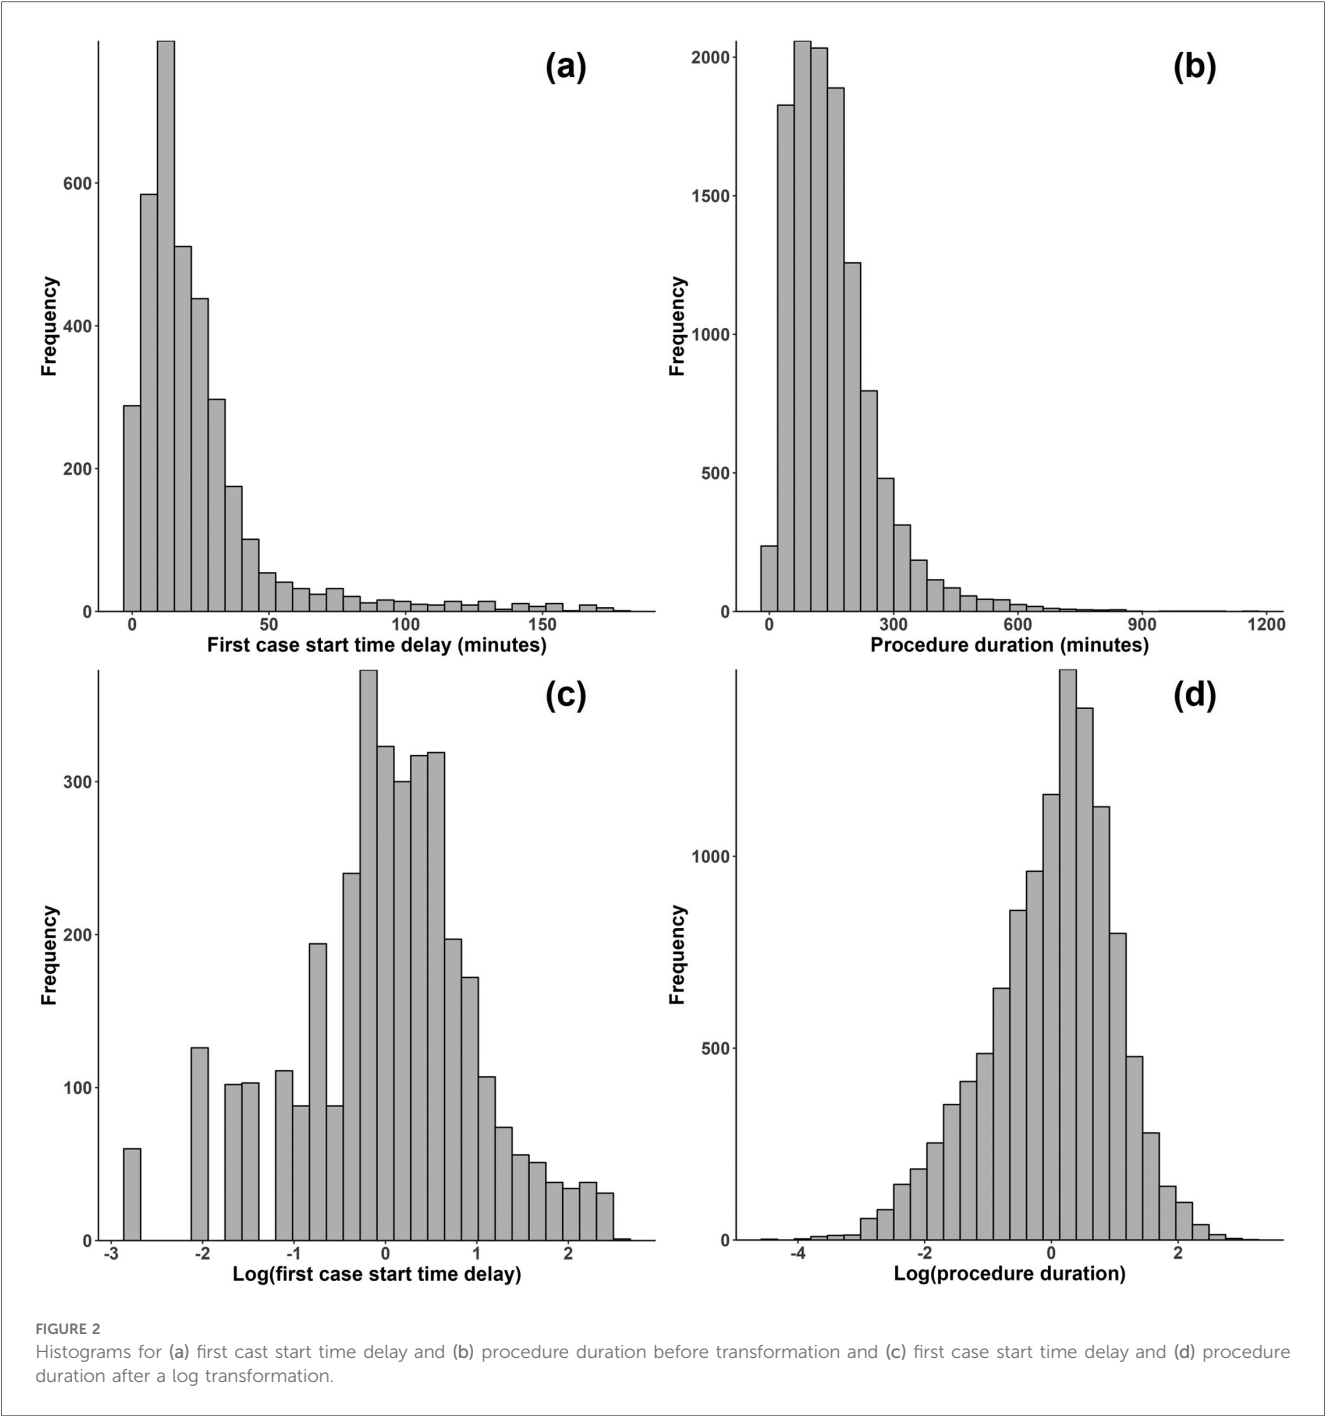 (a)
Frequency
600
400
200
0
0 50 100 150
First case start time delay (minutes)
(b)
Frequency
2000
1500
1000
500
0
0 300 600 900 1200
Procedure duration (minutes)
(c)
Frequency
300
200
100
0
-3 -2 -1 0 1 2
Log(first case start time delay)
(d)
Frequency
1000
500
0
-4 -2 0 2
Log(procedure duration)
FIGURE 2
Histograms for (a) first cast start time delay and (b) procedure duration before transformation and (c) first case start time delay and (d) procedure
duration after a log transformation.